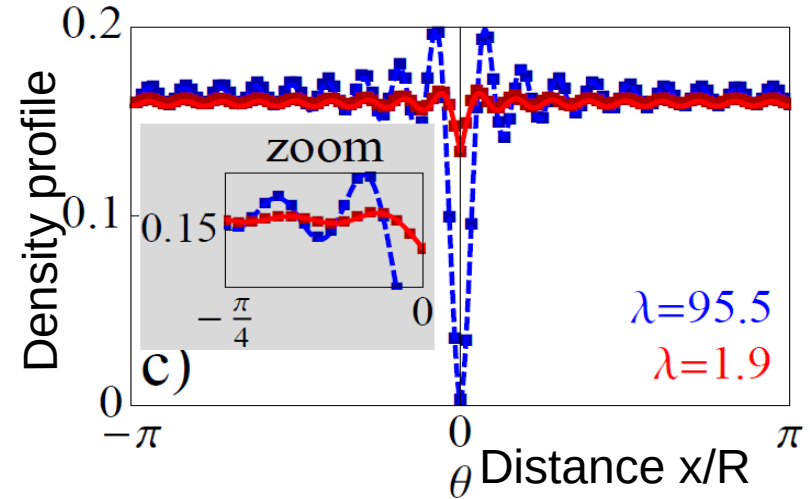 0.2
Density profile
0.1
0
zoom
0.15
− π/4
0
c)
λ=95.5
λ=1.9
−π
0
π
θ
Distance x/R